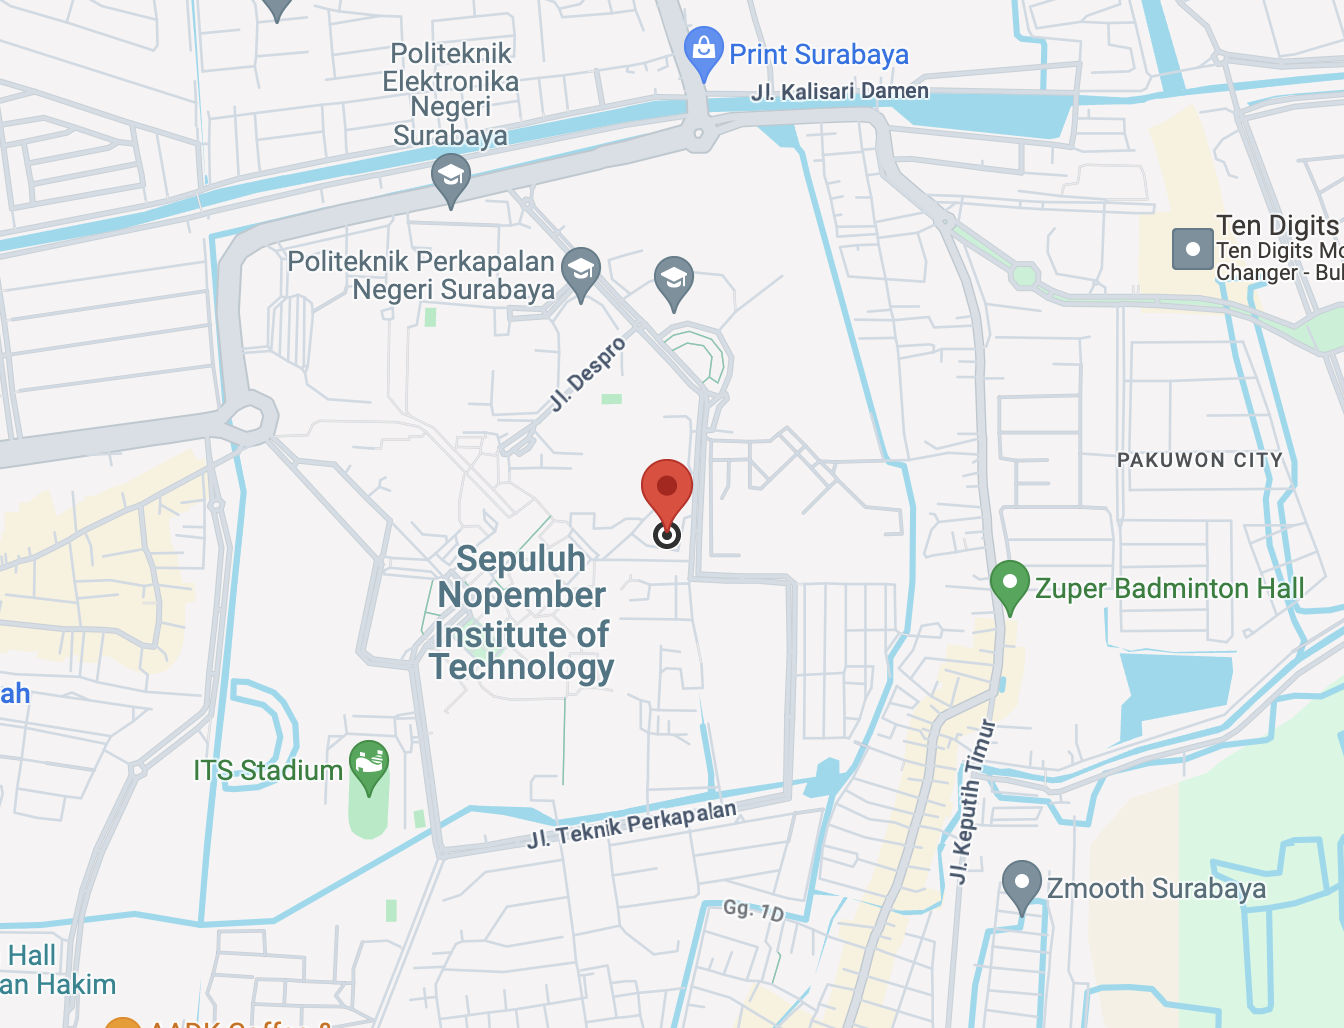 Print Surabaya
Jl. Kalisari Damen
Politeknik
Elektronika
Negeri
Surabaya
Ten Digits
Ten Digits Mo
Changer - Bul
Politeknik Perkapalan
Negeri Surabaya
Jl. Despro
PAKUWON CITY
Sepuluh
Nopember
Institute of
Technology
Zuper Badminton Hall
ah
ITS Stadium
Jl. Keputih Timur
Jl. Teknik Perkapalan
Gg. 1D
Zmooth Surabaya
Hall
an Hakim